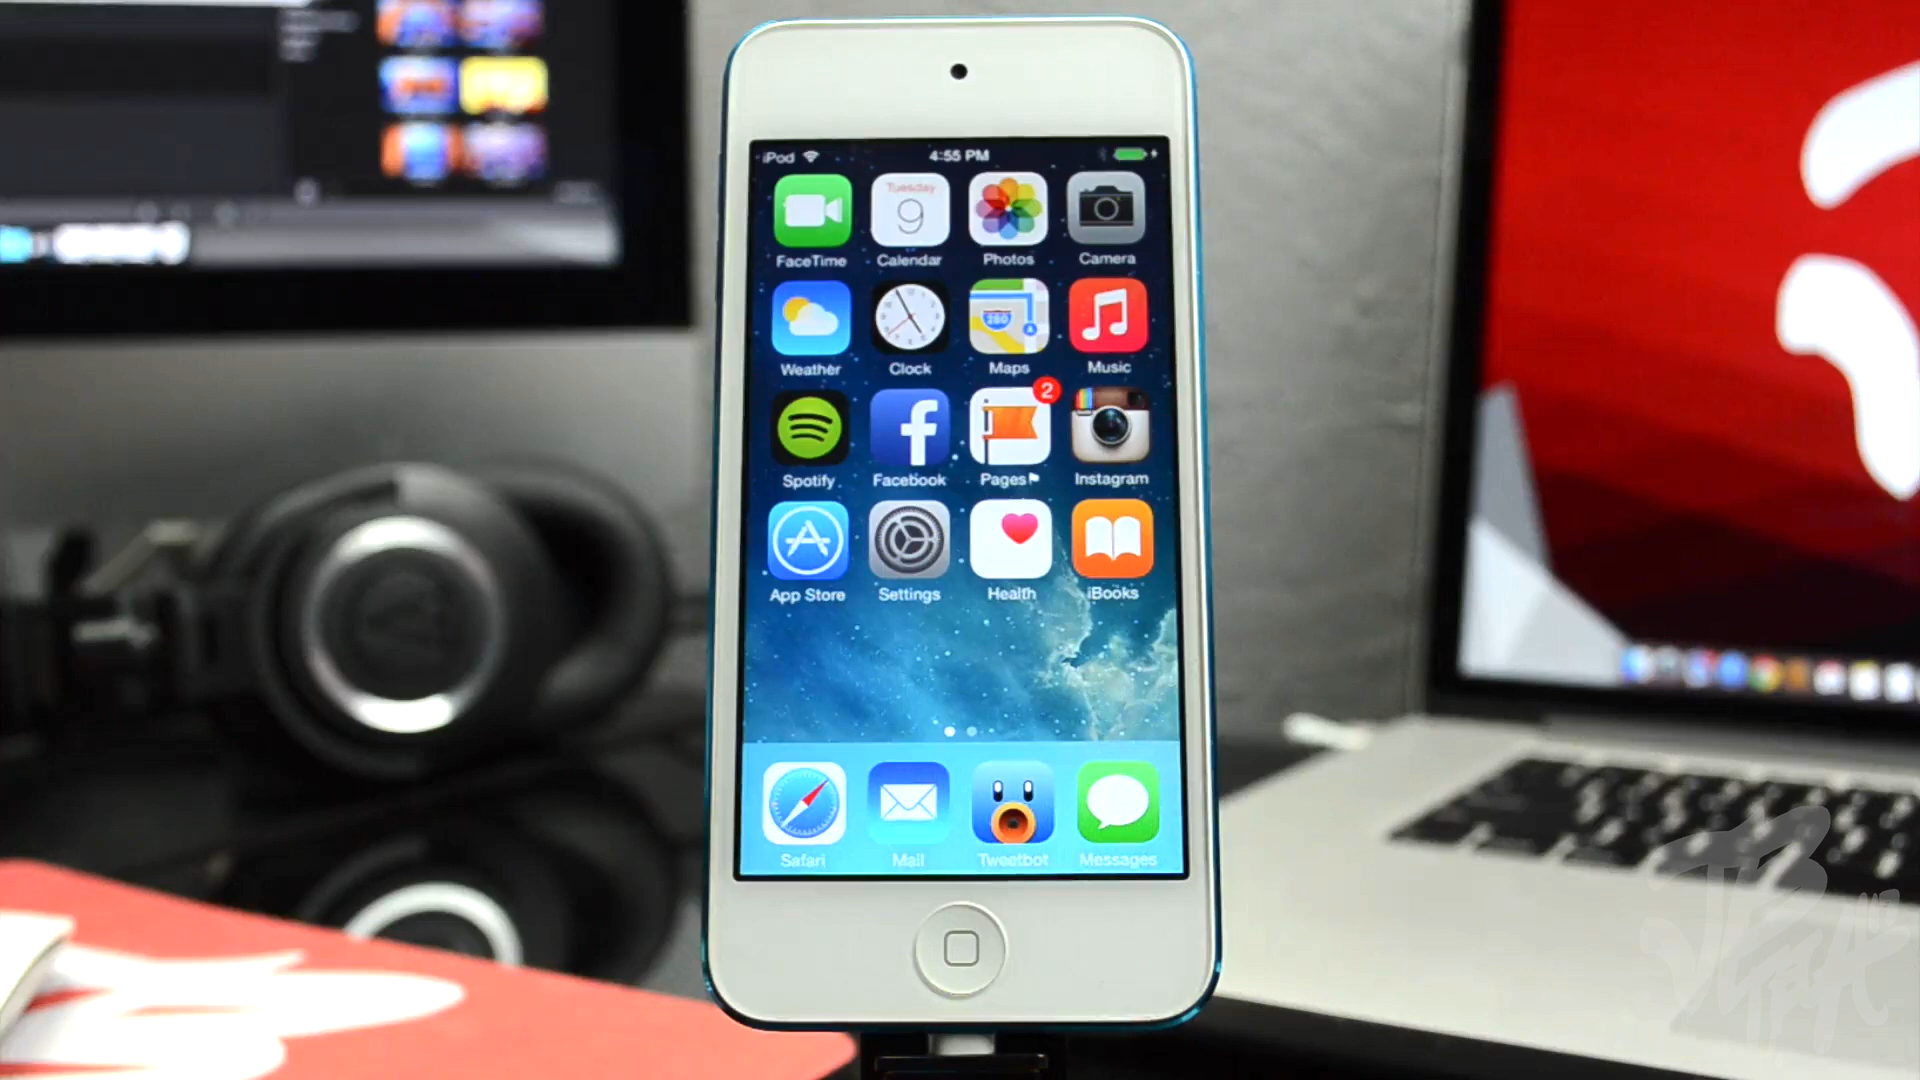 iPod 4:55 PM
Tuesday
9
FaceTime Calendar Photos Camera
280
Weather Clock Maps Music
2
Spotify Facebook Pages Instagram
App Store Settings Health iBooks
Safari Mail Tweetbot Messages